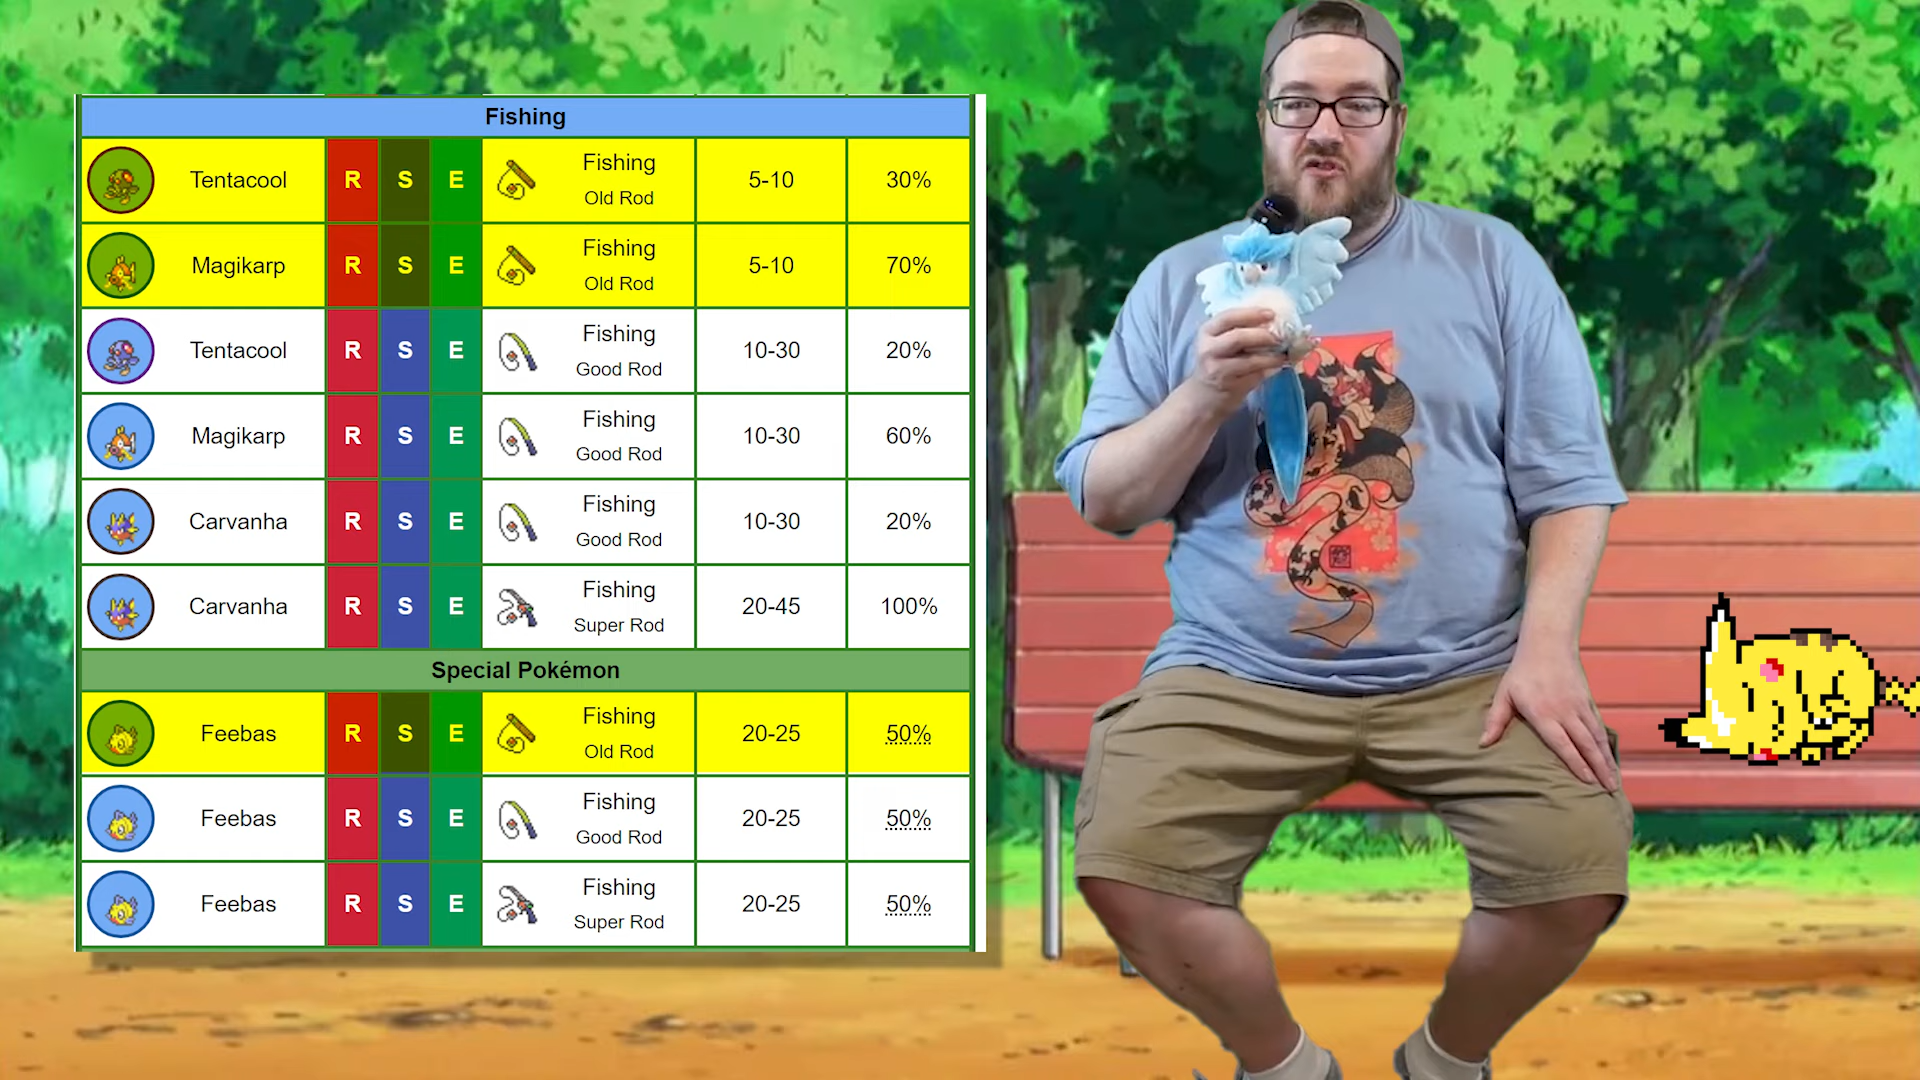 Fishing
Tentacool R S E Fishing 5-10 30%
Old Rod
Magikarp R S E Fishing 5-10 70%
Old Rod
Tentacool R S E Fishing 10-30 20%
Good Rod
Magikarp R S E Fishing 10-30 60%
Good Rod
Carvanha R S E Fishing 10-30 20%
Good Rod
Carvanha R S E Fishing 20-45 100%
Super Rod
Special Pokémon
Feebas R S E Fishing 20-25 50%
Old Rod
Feebas R S E Fishing 20-25 50%
Good Rod
Feebas R S E Fishing 20-25 50%
Super Rod